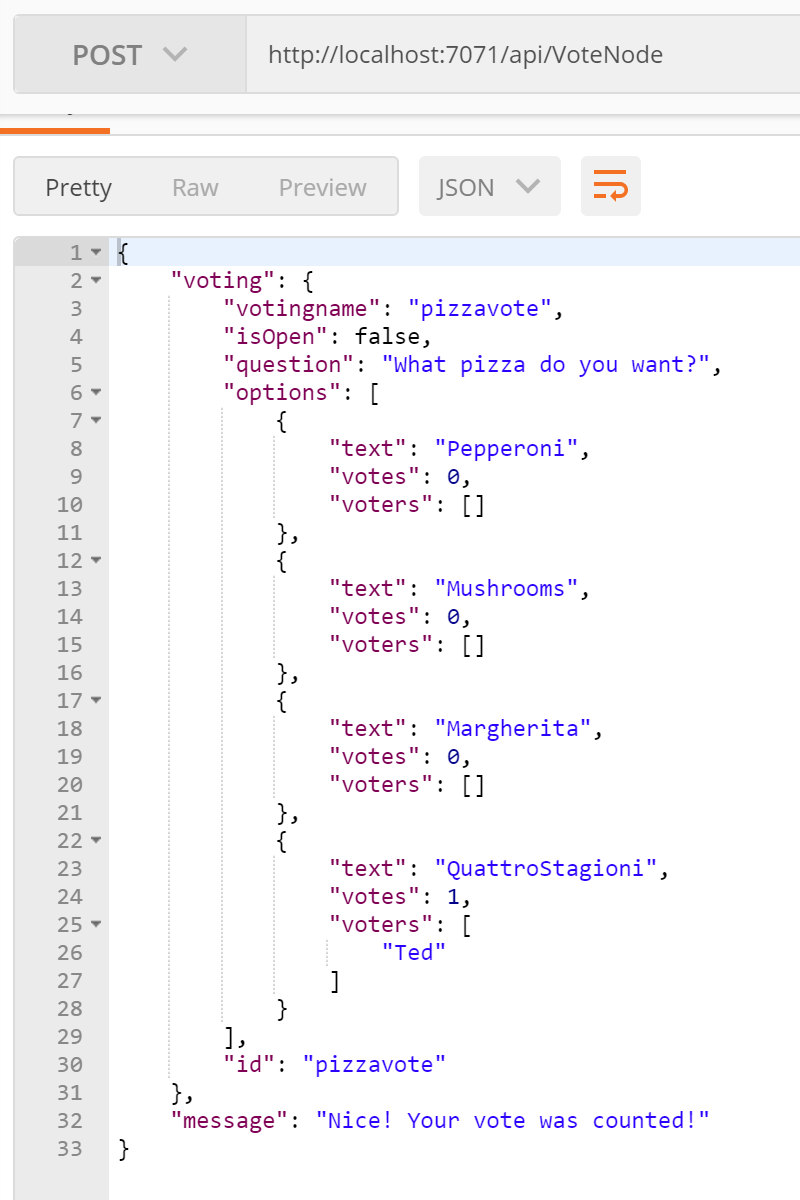 POST http://localhost:7071/api/VoteNode
Pretty Raw Preview JSON
1 {
2 "voting": {
3 "votingname": "pizzavote",
4 "isOpen": false,
5 "question": "What pizza do you want?",
6 "options": [
7 {
8 "text": "Pepperoni",
9 "votes": 0,
10 "voters": []
11 },
12 {
13 "text": "Mushrooms",
14 "votes": 0,
15 "voters": []
16 },
17 {
18 "text": "Margherita",
19 "votes": 0,
20 "voters": []
21 },
22 {
23 "text": "QuattroStagioni",
24 "votes": 1,
25 "voters": [
26 "Ted"
27 ]
28 }
29 ],
30 "id": "pizzavote"
31 },
32 "message": "Nice! Your vote was counted!"
33 }